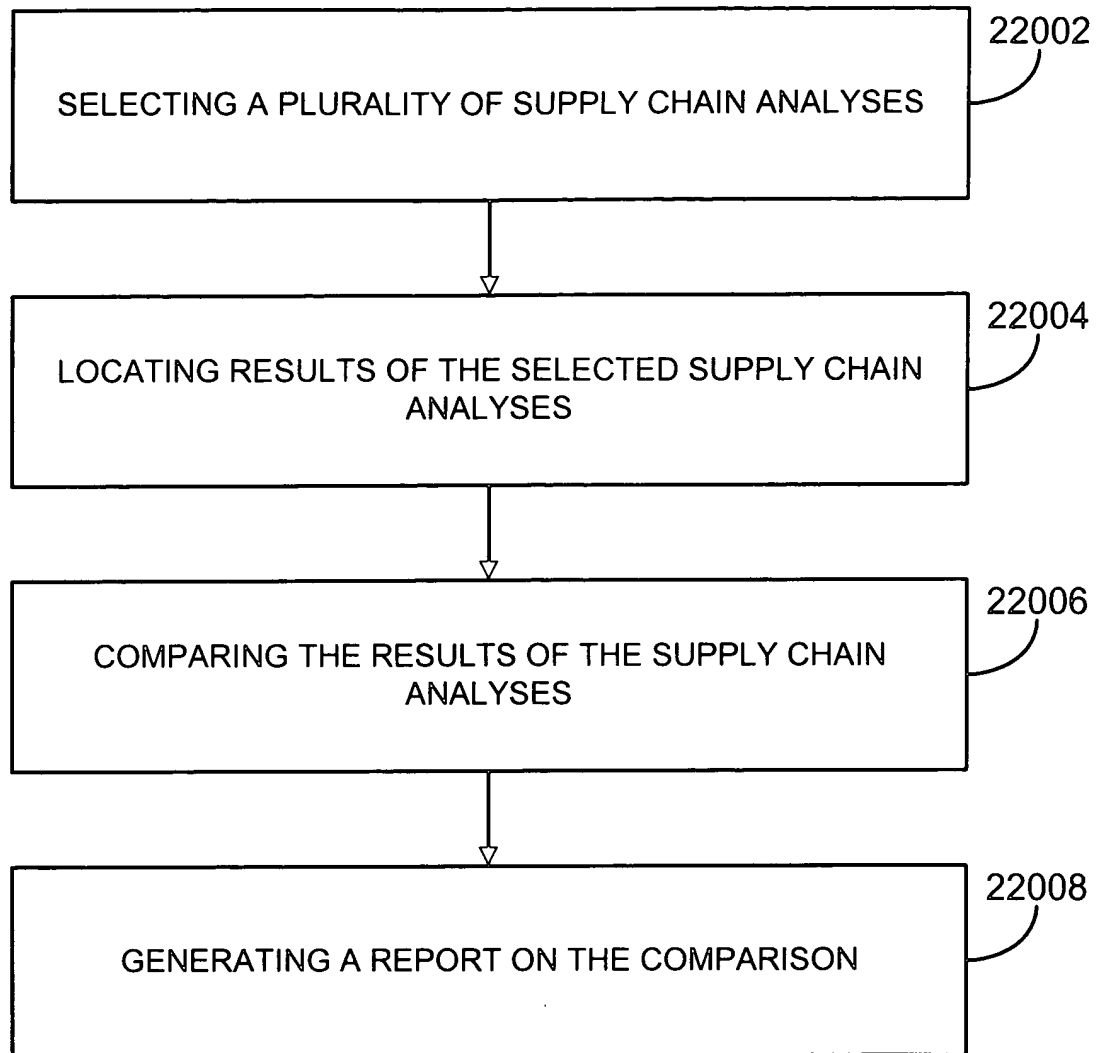 22002
SELECTING A PLURALITY OF SUPPLY CHAIN ANALYSES
22004
LOCATING RESULTS OF THE SELECTED SUPPLY CHAIN
ANALYSES
22006
COMPARING THE RESULTS OF THE SUPPLY CHAIN
ANALYSES
22008
GENERATING A REPORT ON THE COMPARISON